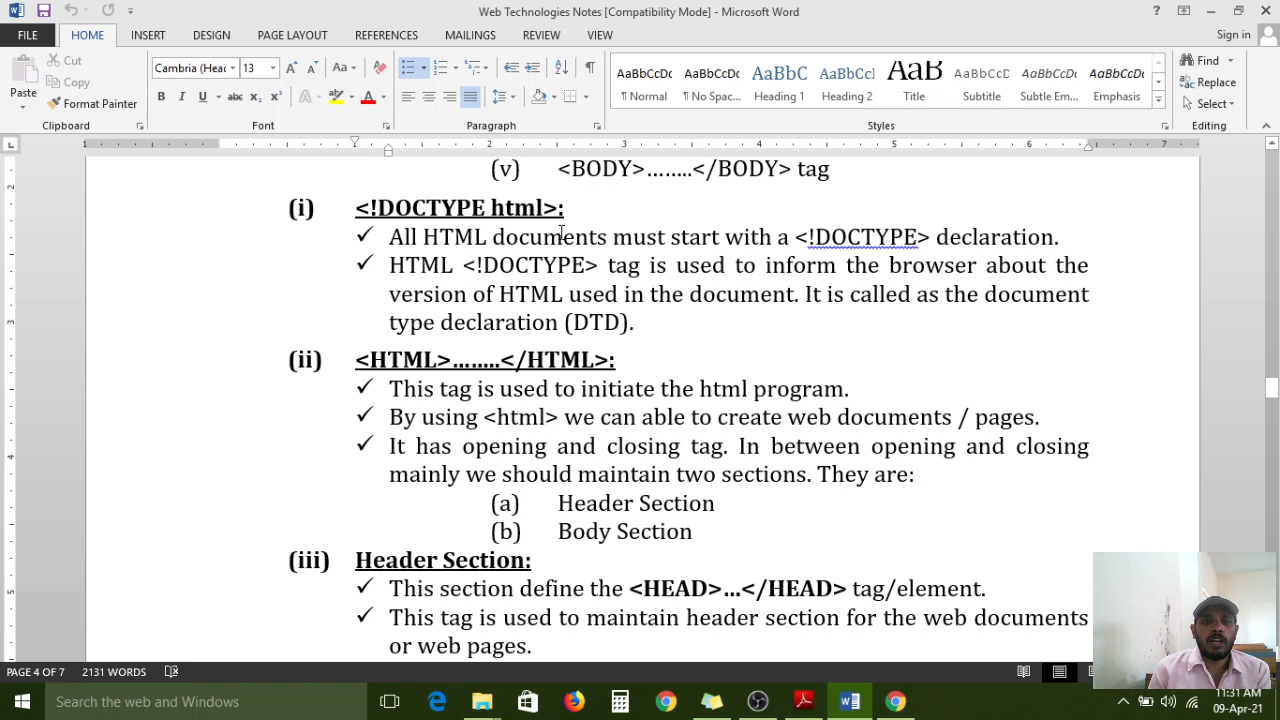 Web Technologies Notes [Compatibility Mode] - Microsoft Word
FILE HOME INSERT DESIGN PAGE LAYOUT REFERENCES MAILINGS REVIEW VIEW Sign in
Paste Cut Copy Format Painter
Cambria (Head 13
AaBbCcDc AaBbCcDc AaBbC AaBbCcI AaB AaBbCcD AaBbCcDc AaBbCcDc
¶ Normal ¶ No Spac... Heading 1 Heading 2 Title Subtitle Subtle Em... Emphasis
Find Replace Select
Clipboard Font Paragraph Styles Editing
(v) <BODY>........</BODY> tag
(i) <!DOCTYPE html>:
✓ All HTML documents must start with a <!DOCTYPE> declaration.
✓ HTML <!DOCTYPE> tag is used to inform the browser about the
version of HTML used in the document. It is called as the document
type declaration (DTD).
(ii) <HTML>........</HTML>:
✓ This tag is used to initiate the html program.
✓ By using <html> we can able to create web documents / pages.
✓ It has opening and closing tag. In between opening and closing
mainly we should maintain two sections. They are:
(a) Header Section
(b) Body Section
(iii) Header Section:
✓ This section define the <HEAD>...</HEAD> tag/element.
✓ This tag is used to maintain header section for the web documents
or web pages.
PAGE 4 OF 7 2131 WORDS
Search the web and Windows
11:31 AM
09-Apr-21